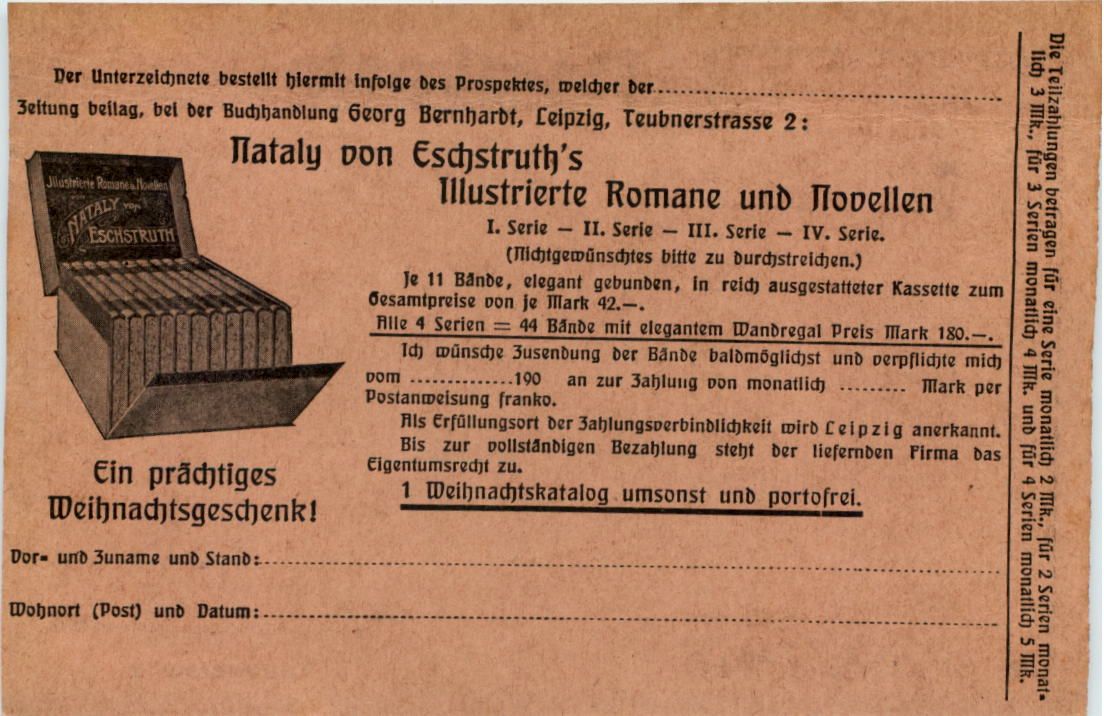 Der Unterzeichnete bestellt hiermit infolge des Prospektes, welcher der....................
Zeitung beilag, bei der Buchhandlung Georg Bernhardt, Leipzig, Teubnerstrasse 2:
Nataly von Eschstruth's
Illustrierte Romane und Novellen
I. Serie — II. Serie — III. Serie — IV. Serie.
(Nichtgewünschtes bitte zu durchstreichen.)
Je 11 Bände, elegant gebunden, in reich ausgestatteter Kassette zum
Gesamtpreise von je Mark 42.—.
Alle 4 Serien = 44 Bände mit elegantem Wandregal Preis Mark 180.—.
Ich wünsche Zusendung der Bände baldmöglichst und verpflichte mich
vom .............190 an zur Zahlung von monatlich ......... Mark per
Postanweisung franko.
Als Erfüllungsort der Zahlungsverbindlichkeit wird Leipzig anerkannt.
Bis zur vollständigen Bezahlung steht der liefernden Firma das
Eigentumsrecht zu.
1 Weihnachtskatalog umsonst und portofrei.
Illustrierte Romane u. Novellen
von
NATALY
ESCHSTRUTH
Ein prächtiges
Weihnachtsgeschenk!
Vor- und Zuname und Stand:....................
Wohnort (Post) und Datum:....................
Die Teilzahlungen betragen für eine Serie monatlich 2 Mk., für 2 Serien monat-
lich 3 Mk., für 3 Serien monatlich 4 Mk. und für 4 Serien monatlich 5 Mk.